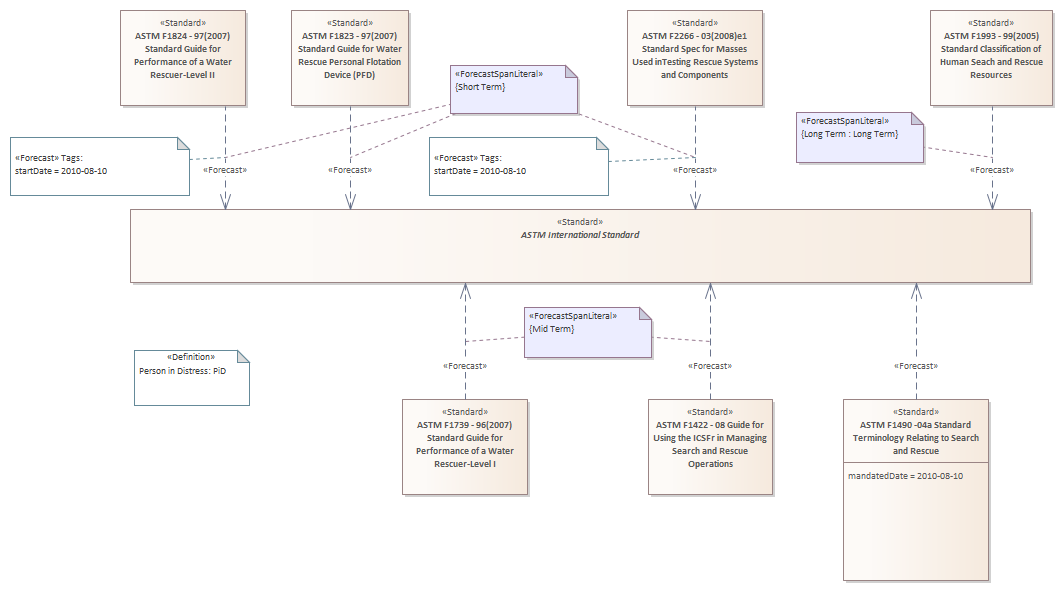 «Standard»
ASTM F1824 - 97(2007)
Standard Guide for
Performance of a Water
Rescuer-Level II
«Standard»
ASTM F1823 - 97(2007)
Standard Guide for Water
Rescue Personal Flotation
Device (PFD)
«Standard»
ASTM F2266 - 03(2008)e1
Standard Spec for Masses
Used inTesting Rescue Systems
and Components
«Standard»
ASTM F1993 - 99(2005)
Standard Classification of
Human Seach and Rescue
Resources
«ForecastSpanLiteral»
{Short Term}
«ForecastSpanLiteral»
{Long Term : Long Term}
«Forecast» Tags:
startDate = 2010-08-10
«Forecast» Tags:
startDate = 2010-08-10
«Forecast»
«Forecast»
«Forecast»
«Forecast»
«Standard»
ASTM International Standard
«ForecastSpanLiteral»
{Mid Term}
«Definition»
Person in Distress: PiD
«Forecast»
«Forecast»
«Forecast»
«Standard»
ASTM F1739 - 96(2007)
Standard Guide for
Performance of a Water
Rescuer-Level I
«Standard»
ASTM F1422 - 08 Guide for
Using the ICSFr in Managing
Search and Rescue
Operations
«Standard»
ASTM F1490 -04a Standard
Terminology Relating to Search
and Rescue
mandatedDate = 2010-08-10